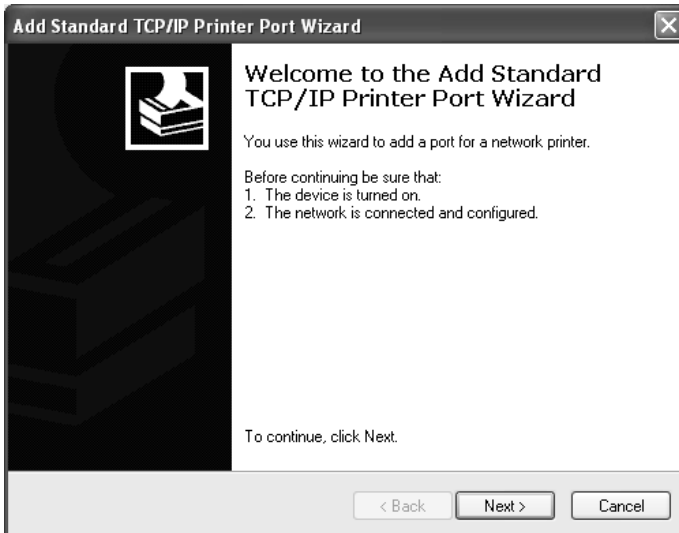 Add Standard TCP/IP Printer Port Wizard
Welcome to the Add Standard
TCP/IP Printer Port Wizard
You use this wizard to add a port for a network printer.
Before continuing be sure that:
1. The device is turned on.
2. The network is connected and configured.
To continue, click Next.
< Back Next > Cancel